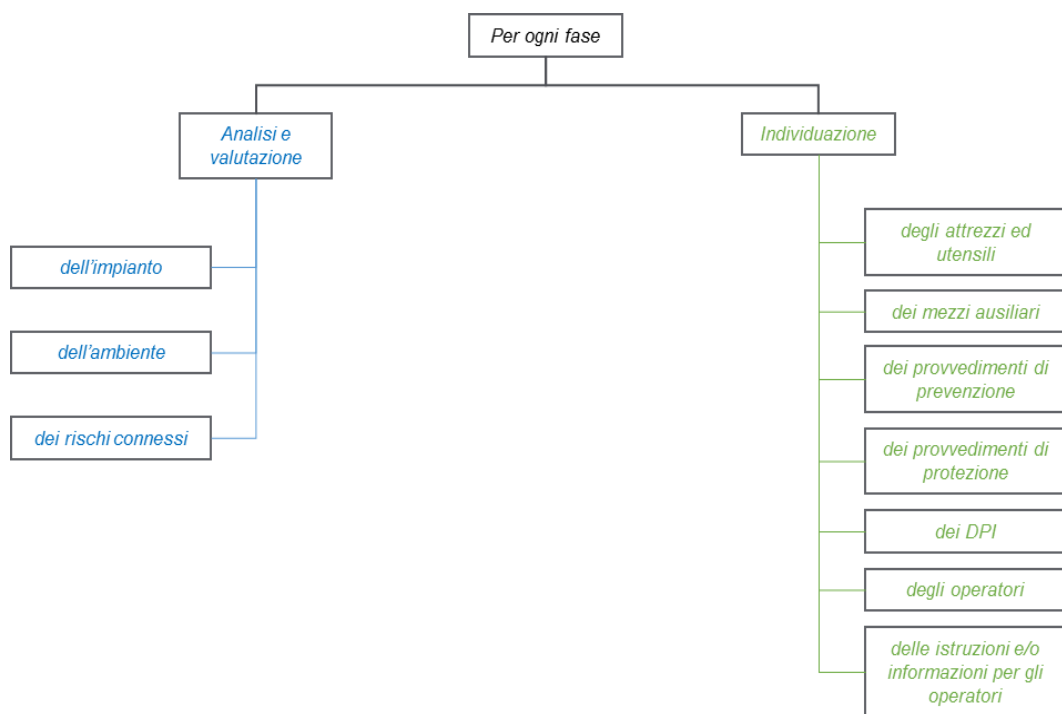 Per ogni fase
Analisi e
valutazione
dell'impianto
dell'ambiente
dei rischi connessi
Individuazione
degli attrezzi ed
utensili
dei mezzi ausiliari
dei provvedimenti di
prevenzione
dei provvedimenti di
protezione
dei DPI
degli operatori
delle istruzioni e/o
informazioni per gli
operatori